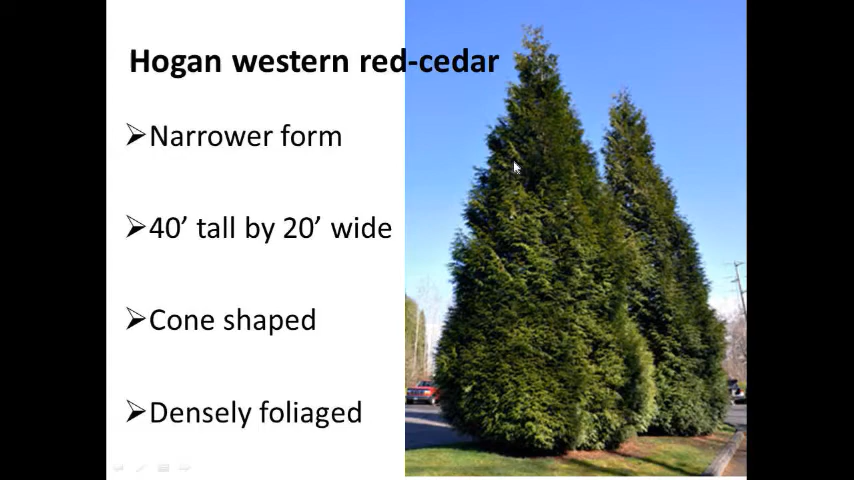 Hogan western red-cedar
➢Narrower form
➢40’ tall by 20’ wide
➢Cone shaped
➢Densely foliaged